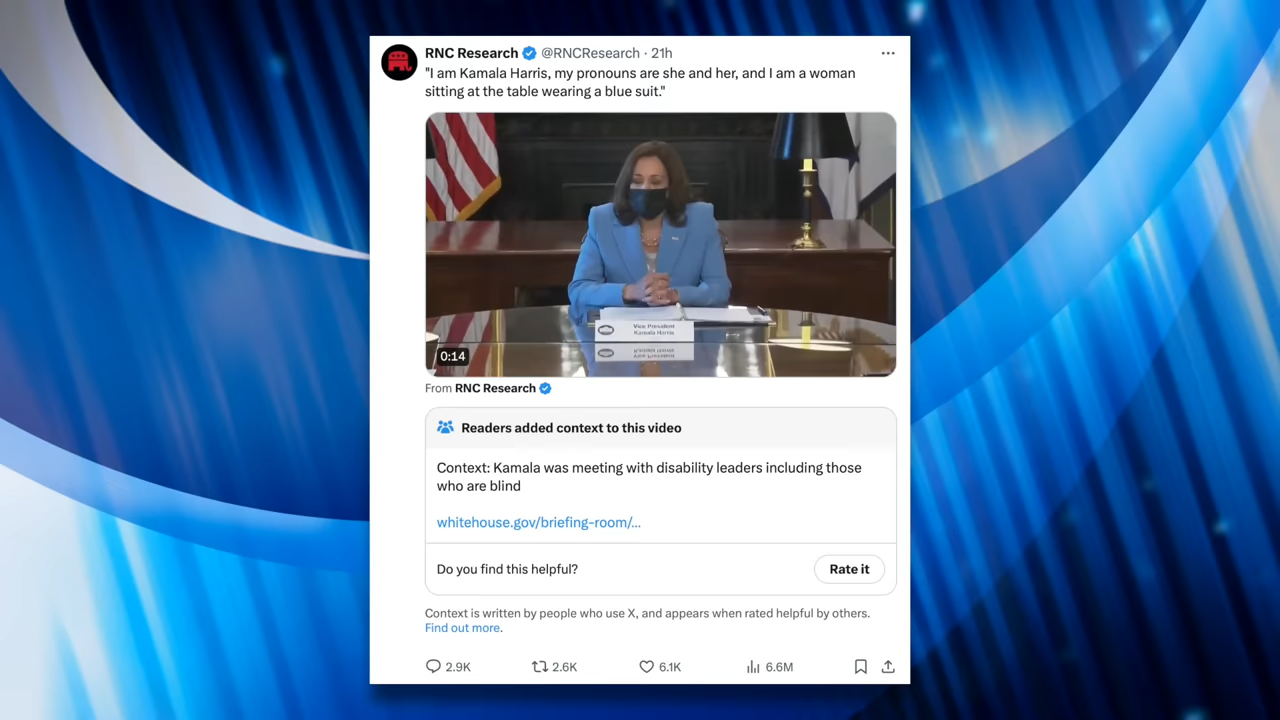 RNC Research @RNCResearch · 21h
"I am Kamala Harris, my pronouns are she and her, and I am a woman
sitting at the table wearing a blue suit."
Vice President
Kamala Harris
0:14
From RNC Research
Readers added context to this video
Context: Kamala was meeting with disability leaders including those
who are blind
whitehouse.gov/briefing-room/...
Do you find this helpful?
Rate it
Context is written by people who use X, and appears when rated helpful by others.
Find out more.
2.9K 2.6K 6.1K 6.6M